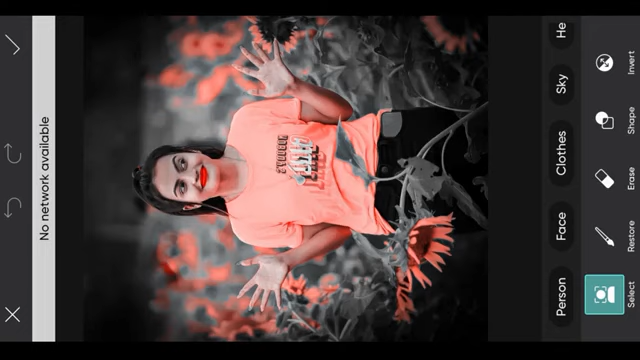 No network available
Person
Face
Clothes
Sky
He
Select
Restore
Erase
Shape
Invert